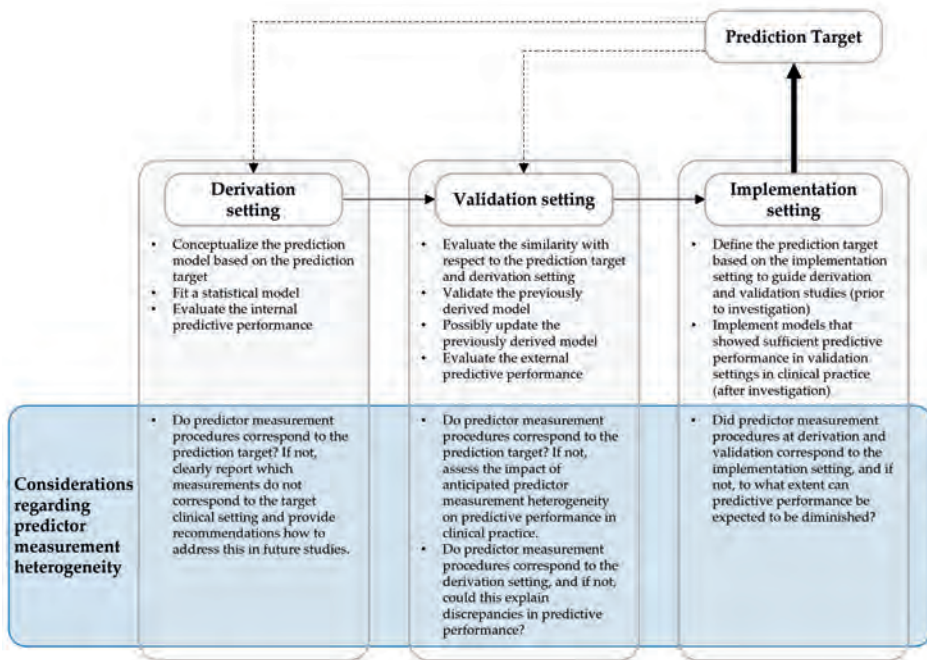 Prediction Target
Derivation
setting
• Conceptualize the prediction
model based on the prediction
target
• Fit a statistical model
• Evaluate the internal
predictive performance
Validation setting
• Evaluate the similarity with
respect to the prediction target
and derivation setting
• Validate the previously
derived model
• Possibly update the
previously derived model
• Evaluate the external
predictive performance
Implementation
setting
• Define the prediction target
based on the implementation
setting to guide derivation
and validation studies (prior
to investigation)
• Implement models that
showed sufficient predictive
performance in validation
settings in clinical practice
(after investigation)
Considerations
regarding
predictor
measurement
heterogeneity
• Do predictor measurement
procedures correspond to the
prediction target? If not,
clearly report which
measurements do not
correspond to the target
clinical setting and provide
recommendations how to
address this in future studies.
• Do predictor measurement
procedures correspond to the
prediction target? If not,
assess the impact of
anticipated predictor
measurement heterogeneity
on predictive performance in
clinical practice.
• Do predictor measurement
procedures correspond to the
derivation setting, and if not,
could this explain
discrepancies in predictive
performance?
• Did predictor measurement
procedures at derivation and
validation correspond to the
implementation setting, and if
not, to what extent can
predictive performance be
expected to be diminished?